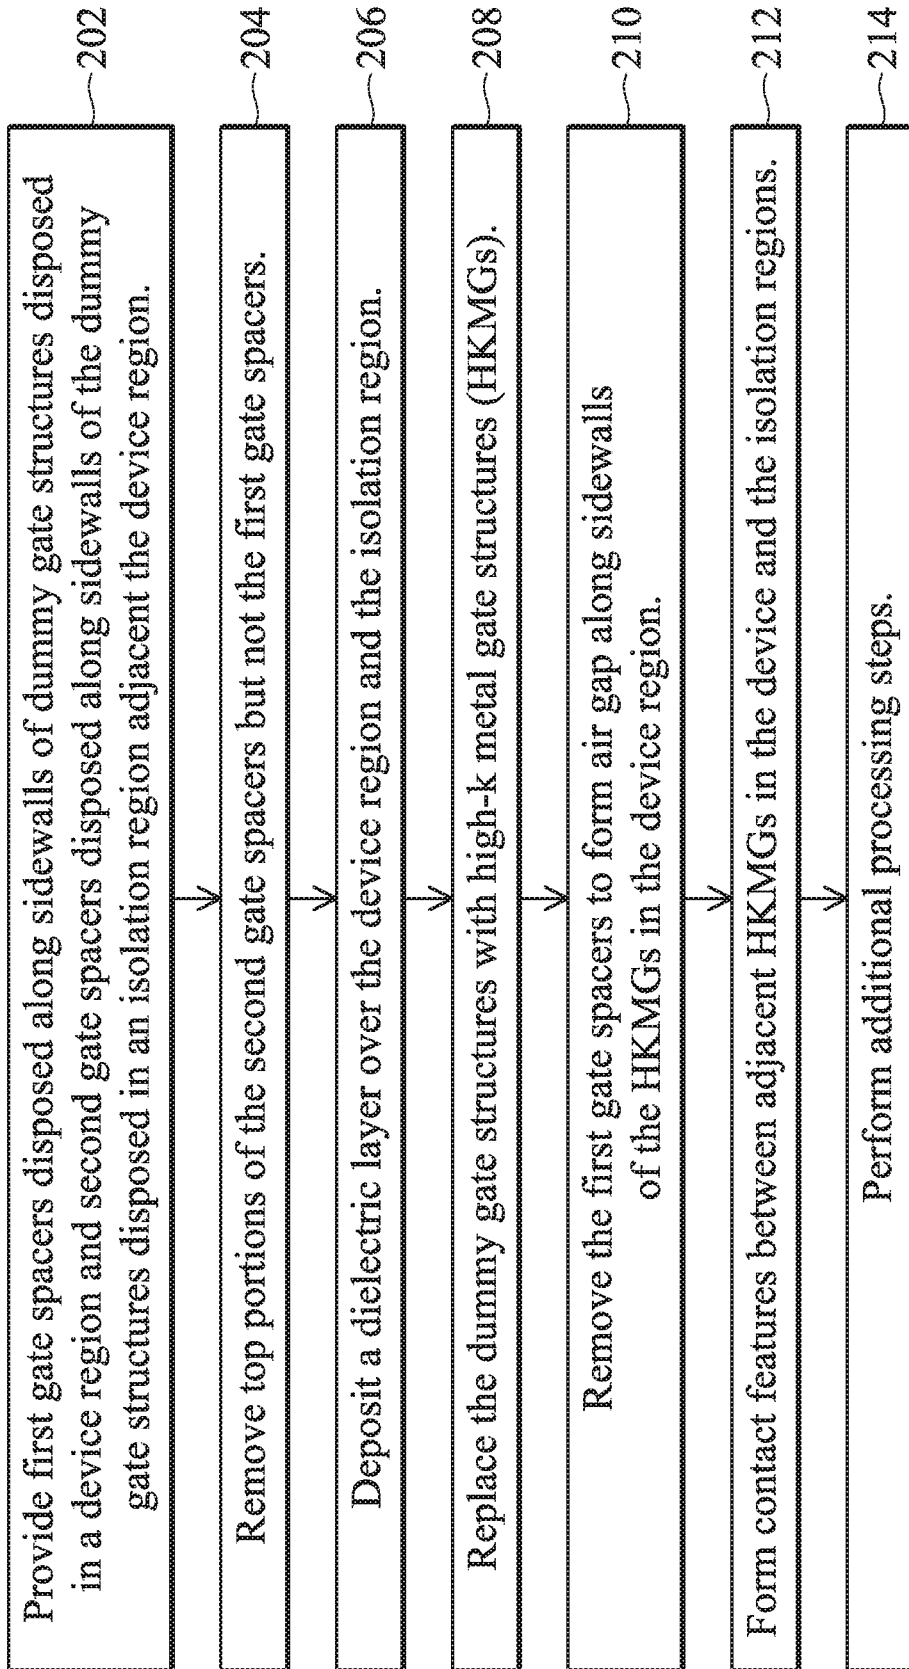 Provide first gate spacers disposed along sidewalls of dummy gate structures disposed
in a device region and second gate spacers disposed along sidewalls of the dummy
gate structures disposed in an isolation region adjacent the device region.
202
Remove top portions of the second gate spacers but not the first gate spacers.
204
Deposit a dielectric layer over the device region and the isolation region.
206
Replace the dummy gate structures with high-k metal gate structures (HKMGs).
208
Remove the first gate spacers to form air gap along sidewalls
of the HKMGs in the device region.
210
Form contact features between adjacent HKMGs in the device and the isolation regions.
212
Perform additional processing steps.
214